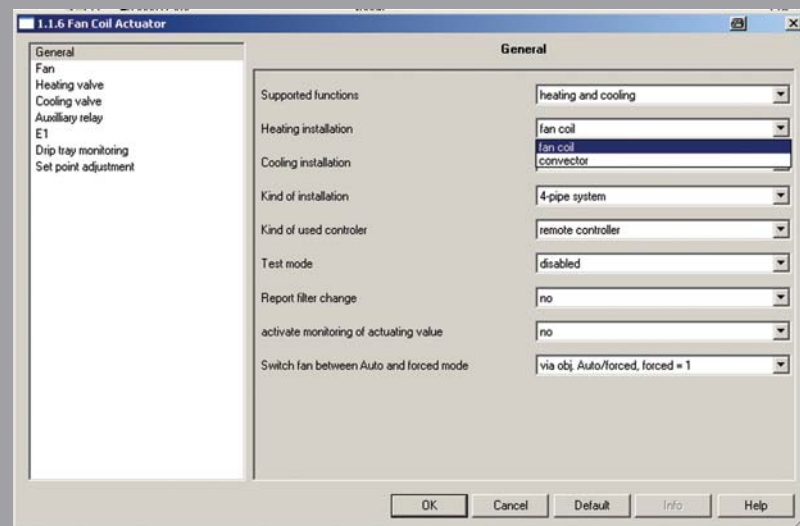 1.1.6 Fan Coil Actuator
General
Fan
Heating valve
Cooling valve
Auxilliary relay
E1
Drip tray monitoring
Set point adjustment
General
Supported functions
heating and cooling
Heating installation
fan coil
fan coil
convector
Cooling installation
Kind of installation
4-pipe system
Kind of used controler
remote controller
Test mode
disabled
Report filter change
no
activate monitoring of actuating value
no
Switch fan between Auto and forced mode
via obj. Auto/forced, forced = 1
OK
Cancel
Default
Info
Help